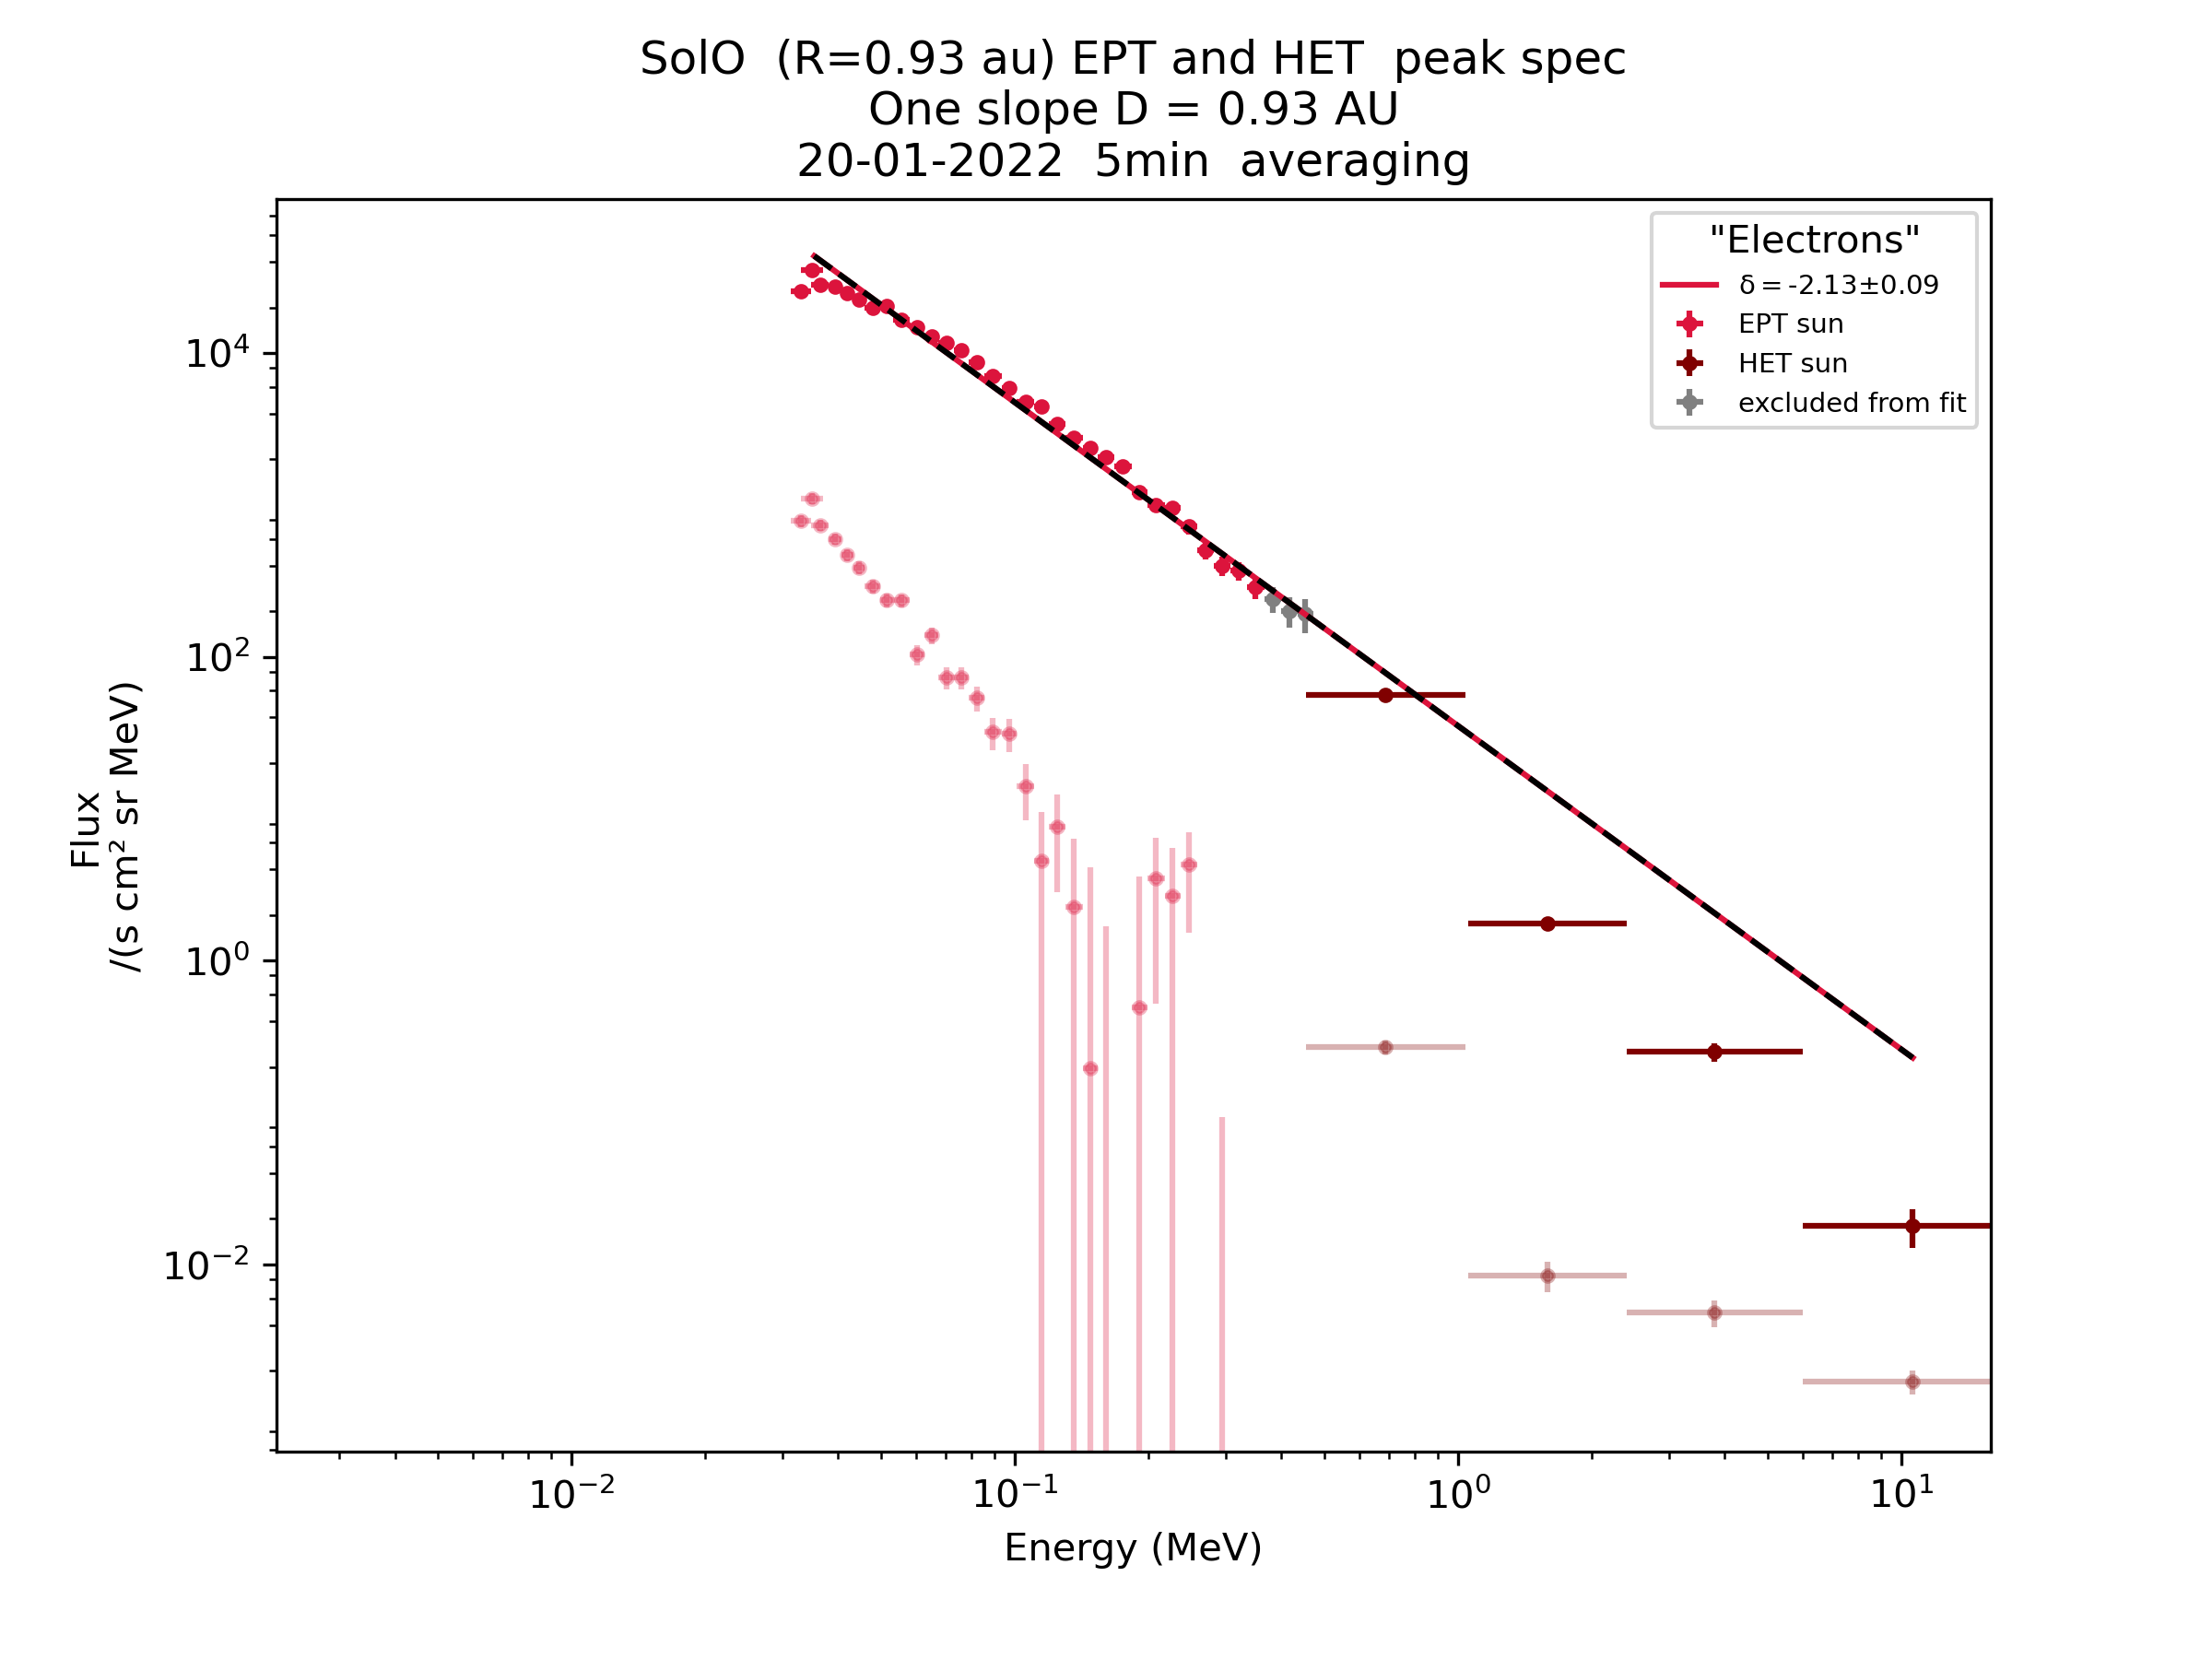 SolO  (R=0.93 au) EPT and HET  peak spec
One slope D = 0.93 AU
20-01-2022  5min  averaging
"Electrons"
δ = -2.13±0.09
EPT sun
HET sun
excluded from fit
10⁴
10²
10⁰
10⁻²
Flux
/(s cm² sr MeV)
10⁻²
10⁻¹
10⁰
10¹
Energy (MeV)